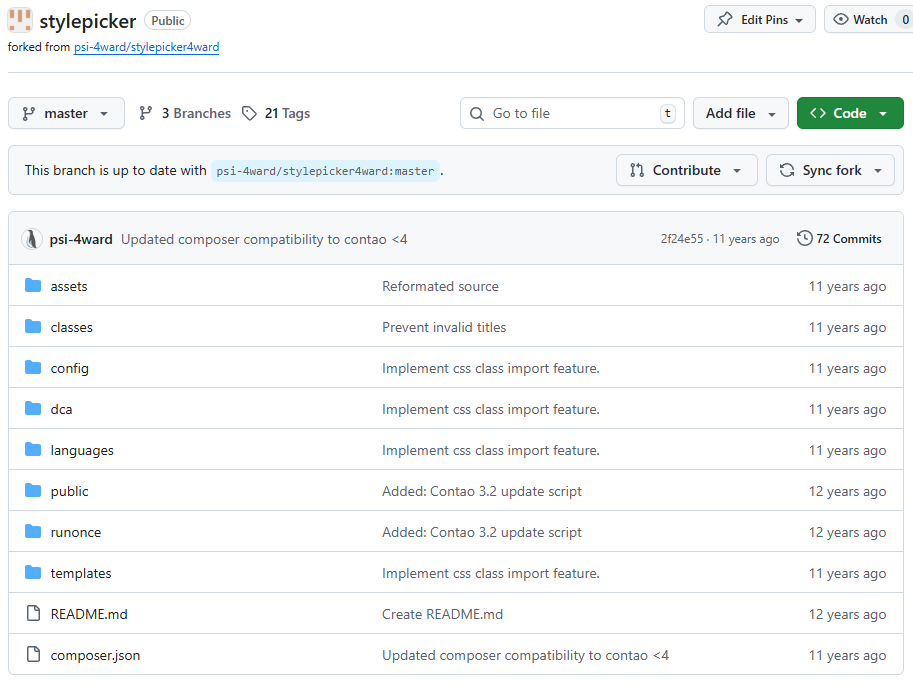 stylepicker Public Edit Pins Watch 0
forked from psi-4ward/stylepicker4ward
master 3 Branches 21 Tags Go to file t Add file Code
This branch is up to date with psi-4ward/stylepicker4ward:master . Contribute Sync fork
psi-4ward Updated composer compatibility to contao <4 2f24e55 · 11 years ago 72 Commits
assets Reformated source 11 years ago
classes Prevent invalid titles 11 years ago
config Implement css class import feature. 11 years ago
dca Implement css class import feature. 11 years ago
languages Implement css class import feature. 11 years ago
public Added: Contao 3.2 update script 12 years ago
runonce Added: Contao 3.2 update script 12 years ago
templates Implement css class import feature. 11 years ago
README.md Create README.md 12 years ago
composer.json Updated composer compatibility to contao <4 11 years ago